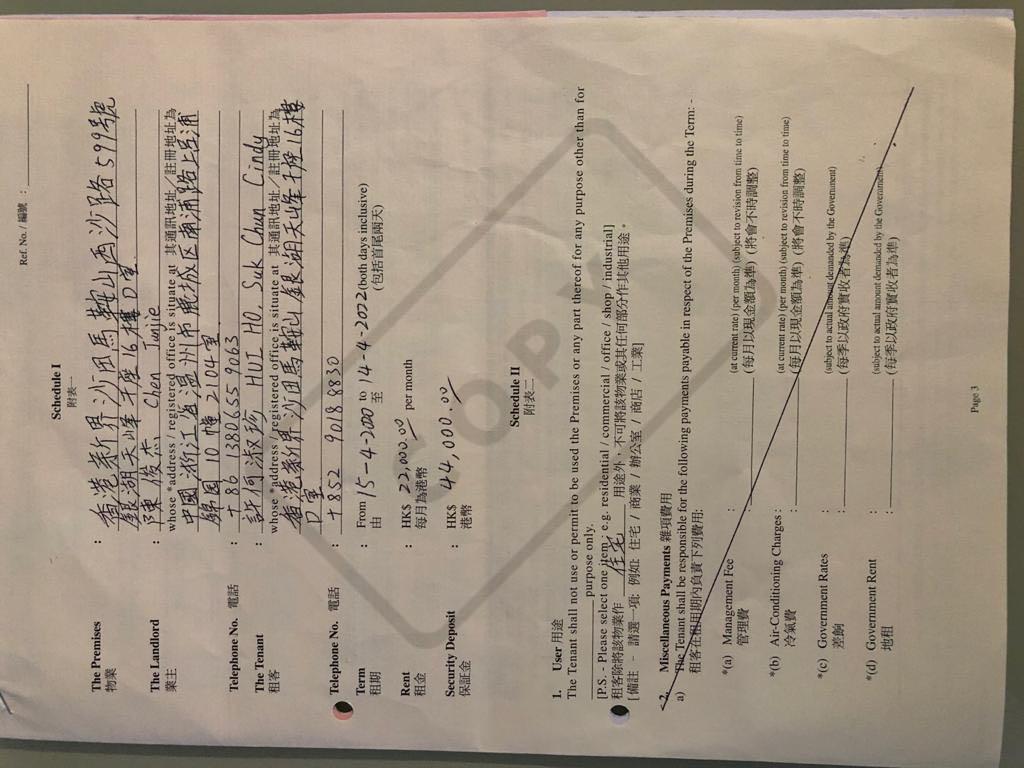 Ref. No. / 編號 :
Schedule I
附表一
The Premises : 香港新界沙田馬鞍山西沙路599號
物業 銀湖天峰 座16樓D室
The Landlord : 陳俊杰 Chen Junjie
業主 whose *address / registered office is situate at 其通訊地址／註冊地址為
中國浙江 温州市鹿城区 浦路上呂浦
錦園10幢2104室
Telephone No. 電話 : +86 13806559063
The Tenant : 許何淑珍 HUI HO, Suk Chun Cindy
租客 whose *address / registered office is situate at 其通訊地址／註冊地址為
香港新界沙田馬鞍山銀湖天峰 座16樓
D室
Telephone No. 電話 : +852 9018 8830
Term : From 15-4-2020 to 14-4-2022 (both days inclusive)
租期 由 至 (包括首尾兩天)
Rent : HK$ 22,000.00 per month
租金 每月為港幣
Security Deposit : HK$ 44,000.00
保証金 港幣
COPY
Schedule II
附表二
1. User 用途
The Tenant shall not use or permit to be used the Premises or any part thereof for any purpose other than for
purpose only.
[P.S. - Please select one item : e.g. residential / commercial / office / shop / industrial]
租客除將該物業作 住宅 用途外，不可將該物業或其任何部分作其他用途。
[備註 - 請選一項: 例如: 住宅 / 商業 / 辦公室 / 商店 / 工業]
2. Miscellaneous Payments 雜項費用
a) The Tenant shall be responsible for the following payments payable in respect of the Premises during the Term: -
租客在租用期內負責下列費用:
*(a) Management Fee : (at current rate) (per month) (subject to revision from time to time)
管理費 (每月以現金額為準) (將會不時調整)
*(b) Air-Conditioning Charges : (at current rate) (per month) (subject to revision from time to time)
冷氣費 (每月以現金額為準) (將會不時調整)
*(c) Government Rates : (subject to actual amount demanded by the Government)
差餉 (每季以政府實收者為準)
*(d) Government Rent : (subject to actual amount demanded by the Government)
地租 (每季以政府實收者為準)
Page 3